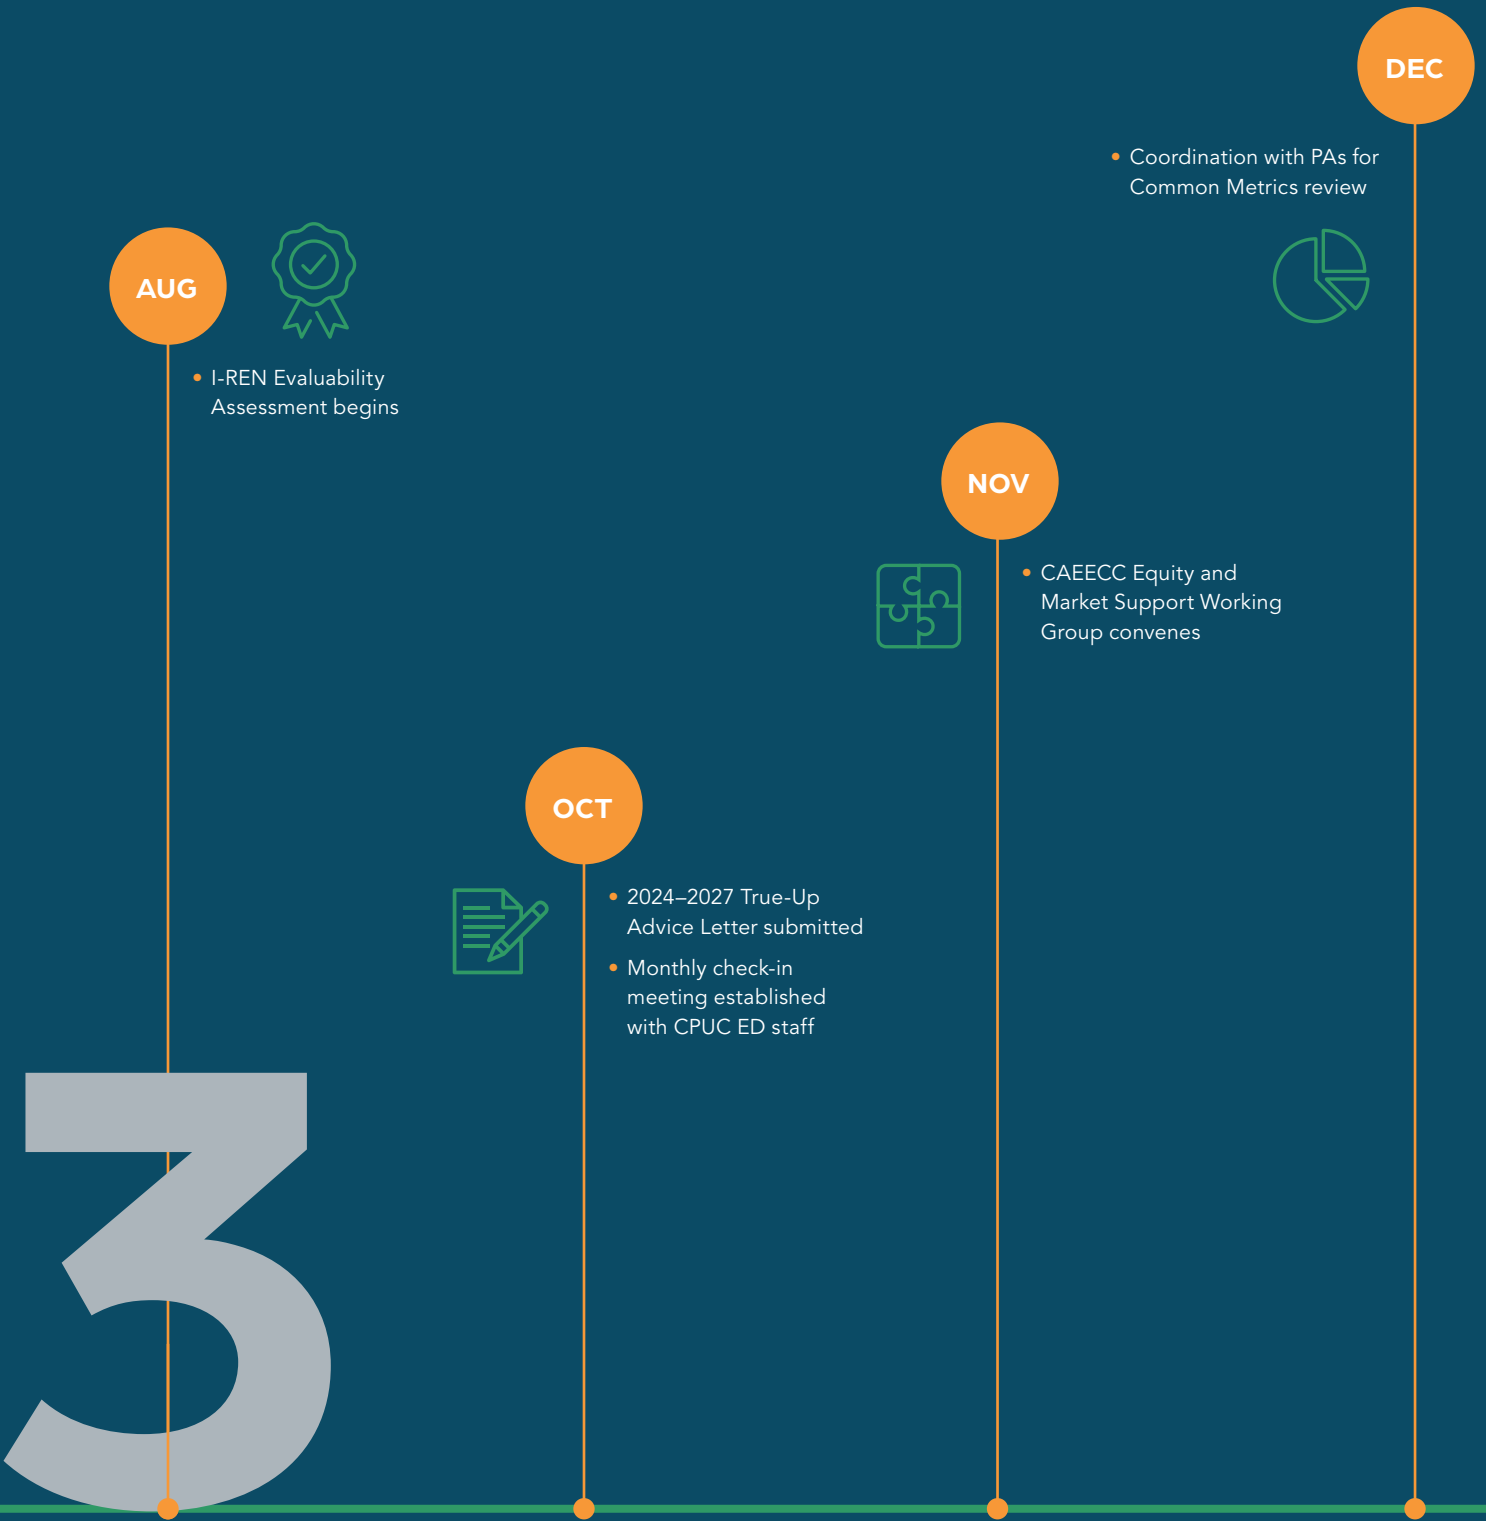 DEC
• Coordination with PAs for
Common Metrics review
AUG
• I-REN Evaluability
Assessment begins
NOV
• CAEECC Equity and
Market Support Working
Group convenes
OCT
• 2024–2027 True-Up
Advice Letter submitted
• Monthly check-in
meeting established
with CPUC ED staff
3